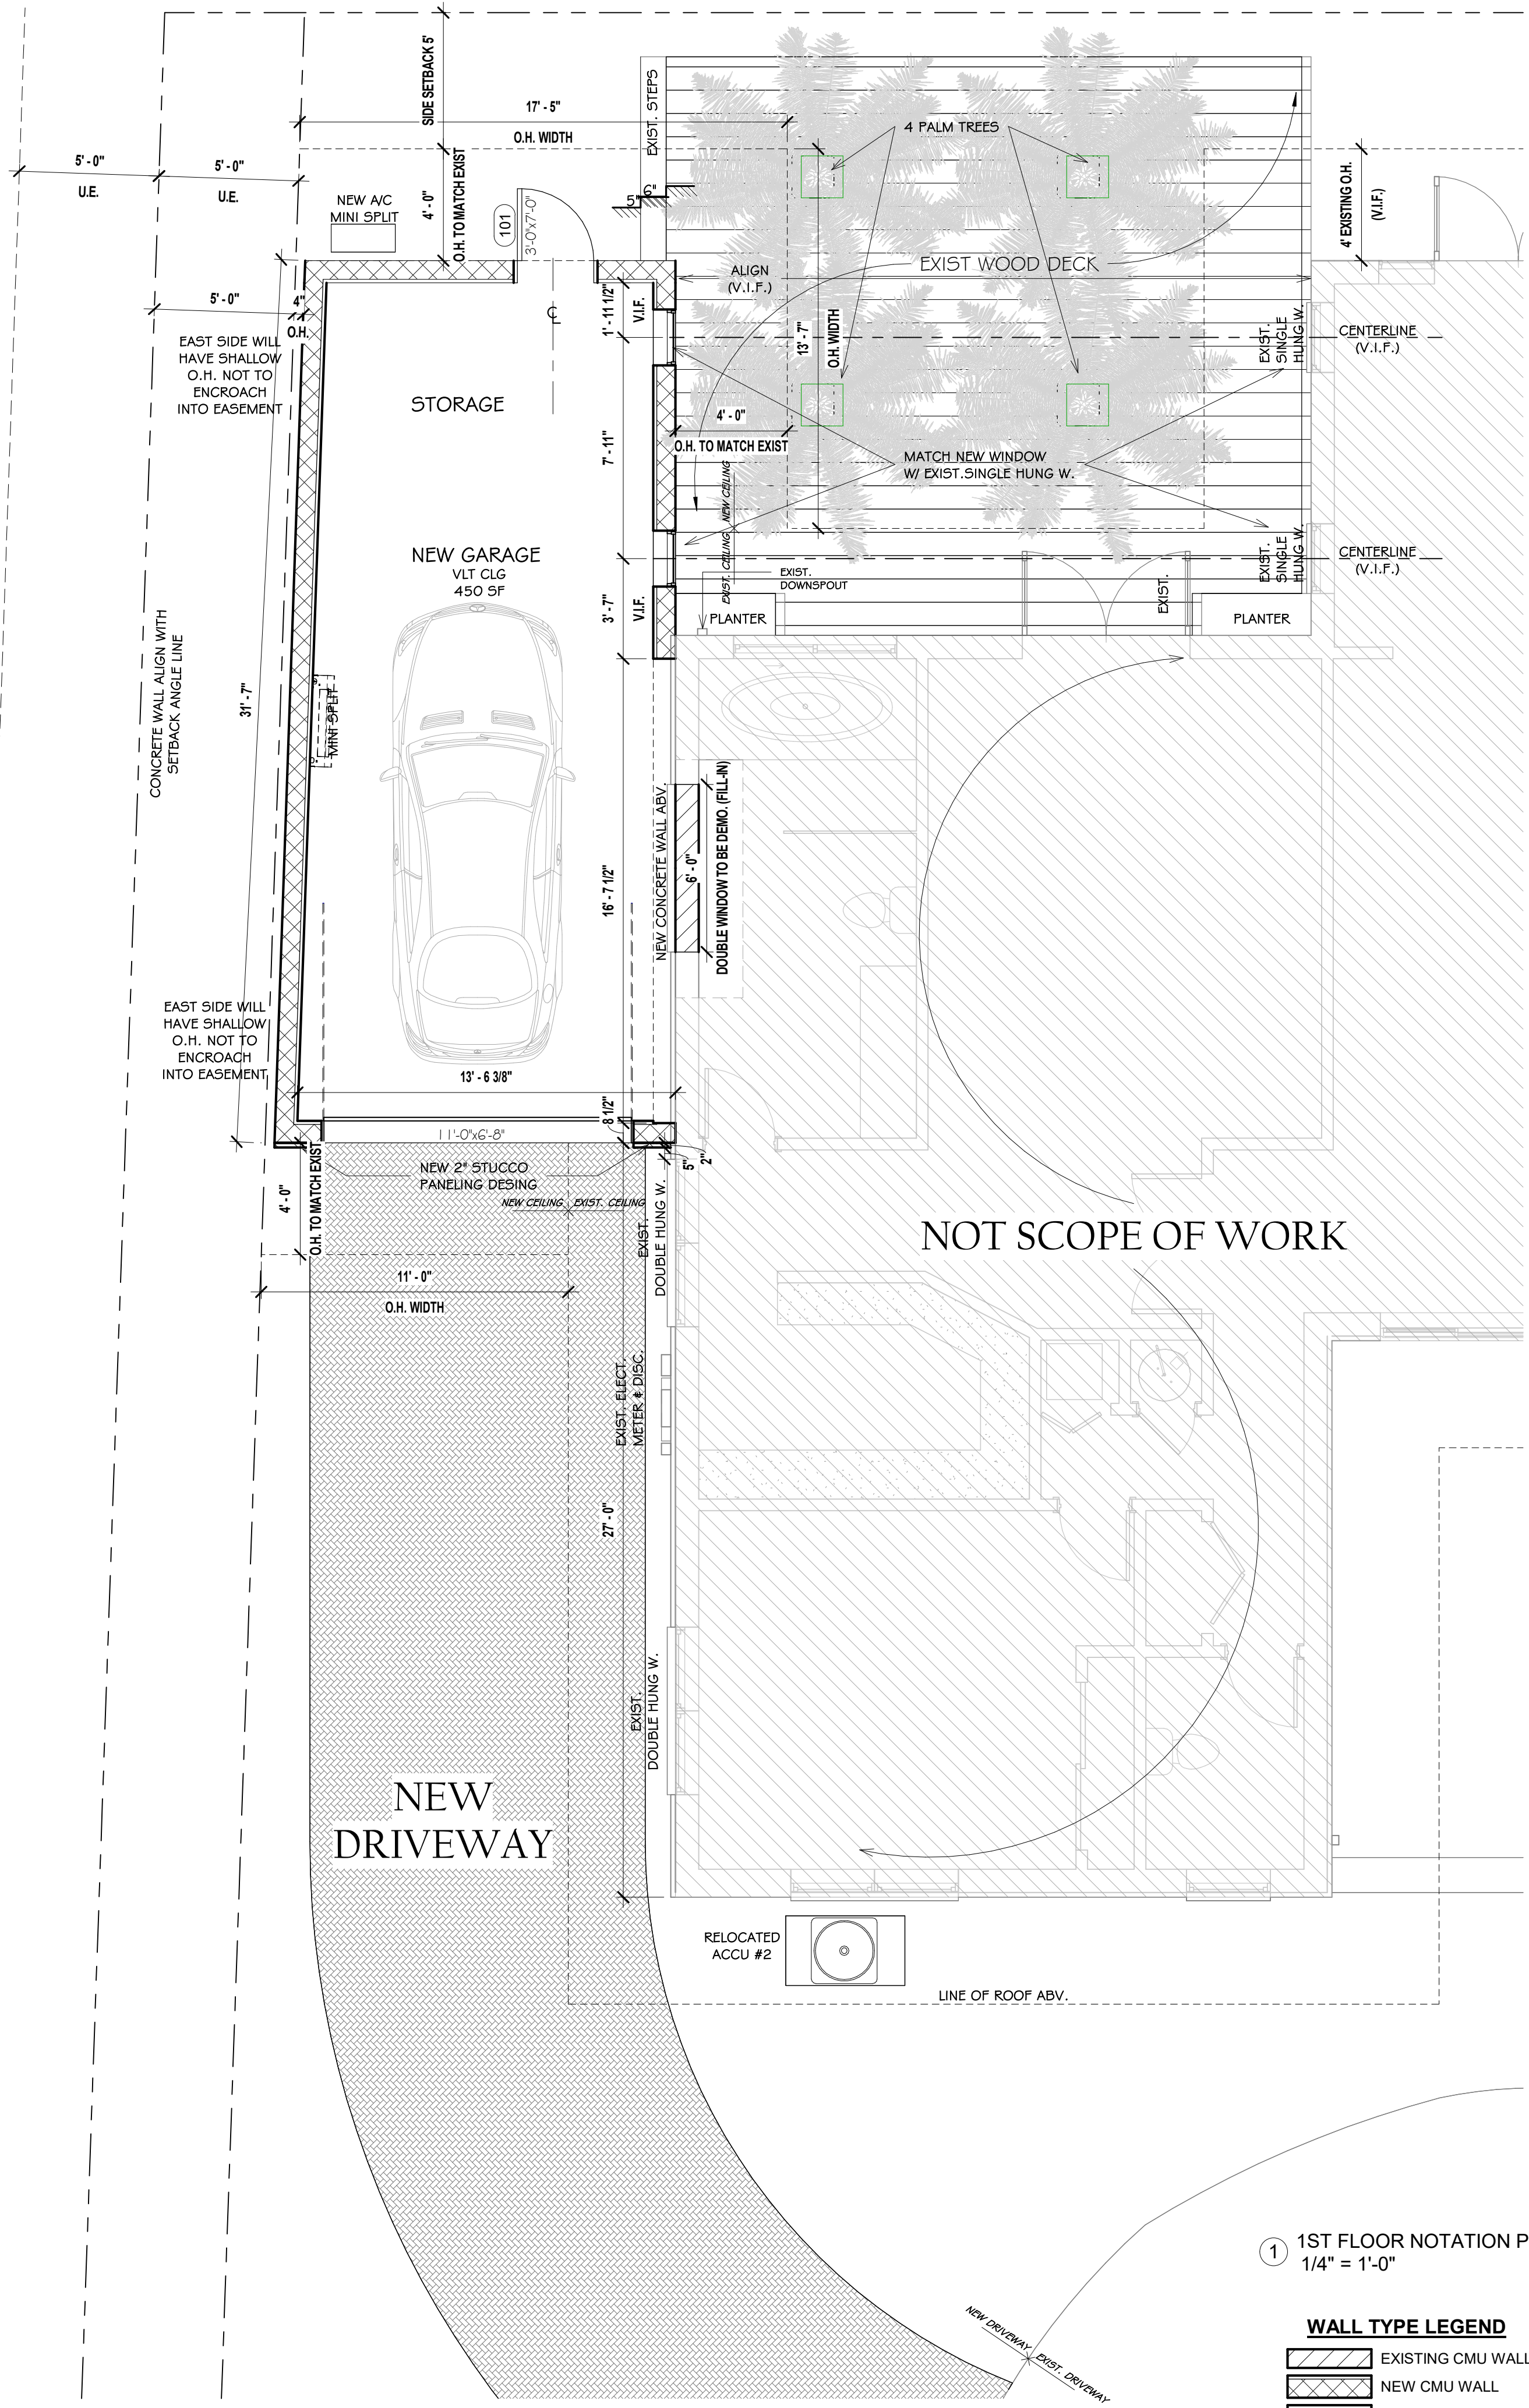 SIDE SETBACK 5'
17' - 5"
O.H. WIDTH
EXIST. STEPS
4 PALM TREES
5' - 0"
U.E.
5' - 0"
U.E.
NEW A/C
MINI SPLIT
4' - 0"
O.H. TO MATCH EXIST
101
3'-0"x7'-0"
5"
6"
4' EXISTING O.H.
(V.I.F.)
EXIST WOOD DECK
ALIGN
(V.I.F.)
5' - 0"
4"
O.H.
EAST SIDE WILL
HAVE SHALLOW
O.H. NOT TO
ENCROACH
INTO EASEMENT
1' - 11 1/2"
V.I.F.
13' - 7"
O.H. WIDTH
EXIST.
SINGLE
HUNG W.
CENTERLINE
(V.I.F.)
STORAGE
4' - 0"
O.H. TO MATCH EXIST
7' - 11"
MATCH NEW WINDOW
W/ EXIST.SINGLE HUNG W.
EXIST. CEILING
NEW CEILING
NEW GARAGE
VLT CLG
450 SF
EXIST.
DOWNSPOUT
EXIST.
EXIST.
SINGLE
HUNG W.
CENTERLINE
(V.I.F.)
3' - 7"
V.I.F.
PLANTER
PLANTER
CONCRETE WALL ALIGN WITH
SETBACK ANGLE LINE
31' - 7"
MINI SPLIT
NEW CONCRETE WALL ABV.
6' - 0"
DOUBLE WINDOW TO BE DEMO. (FILL-IN)
16' - 7 1/2"
EAST SIDE WILL
HAVE SHALLOW
O.H. NOT TO
ENCROACH
INTO EASEMENT
13' - 6 3/8"
8 1/2"
11'-0"x6'-8"
5"
2"
4' - 0"
O.H. TO MATCH EXIST
NEW 2" STUCCO
PANELING DESING
NEW CEILING
EXIST. CEILING
EXIST.
DOUBLE HUNG W.
NOT SCOPE OF WORK
11' - 0"
O.H. WIDTH
EXIST. ELECT.
METER & DISC.
27' - 0"
EXIST.
DOUBLE HUNG W.
NEW
DRIVEWAY
RELOCATED
ACCU #2
LINE OF ROOF ABV.
1
1ST FLOOR NOTATION P
1/4" = 1'-0"
NEW DRIVEWAY
EXIST. DRIVEWAY
WALL TYPE LEGEND
EXISTING CMU WALL
NEW CMU WALL